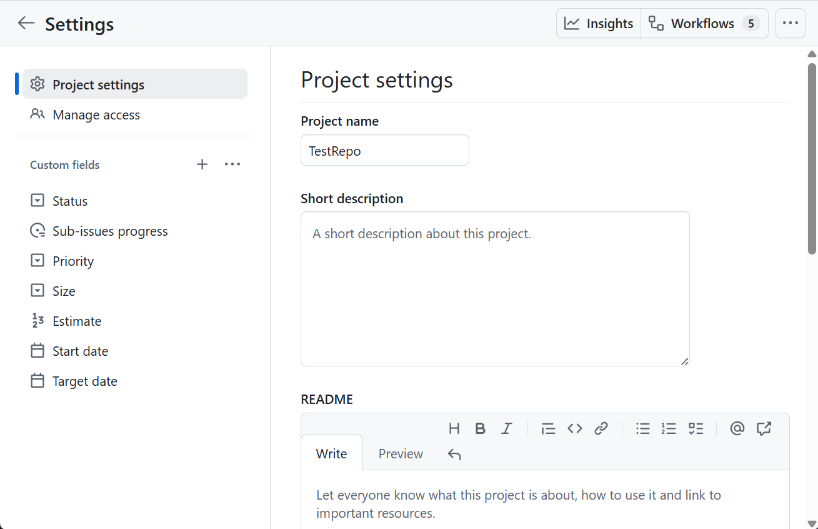 Settings
Insights
Workflows 5
Project settings
Manage access
Custom fields
Status
Sub-issues progress
Priority
Size
Estimate
Start date
Target date
Project settings
Project name
TestRepo
Short description
A short description about this project.
README
Write Preview
Let everyone know what this project is about, how to use it and link to
important resources.